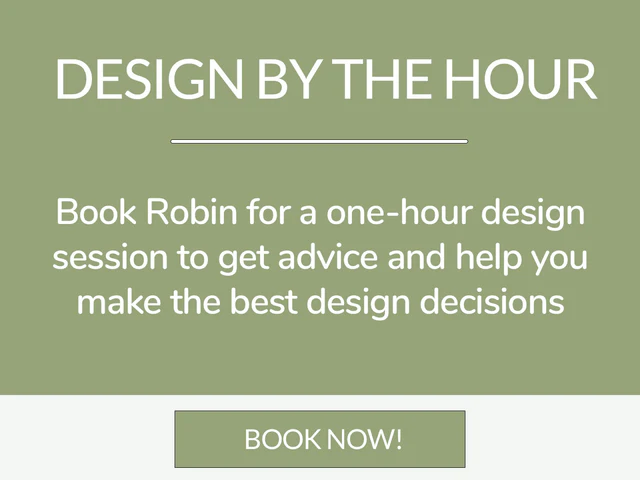 DESIGN BY THE HOUR
Book Robin for a one-hour design
session to get advice and help you
make the best design decisions
BOOK NOW!